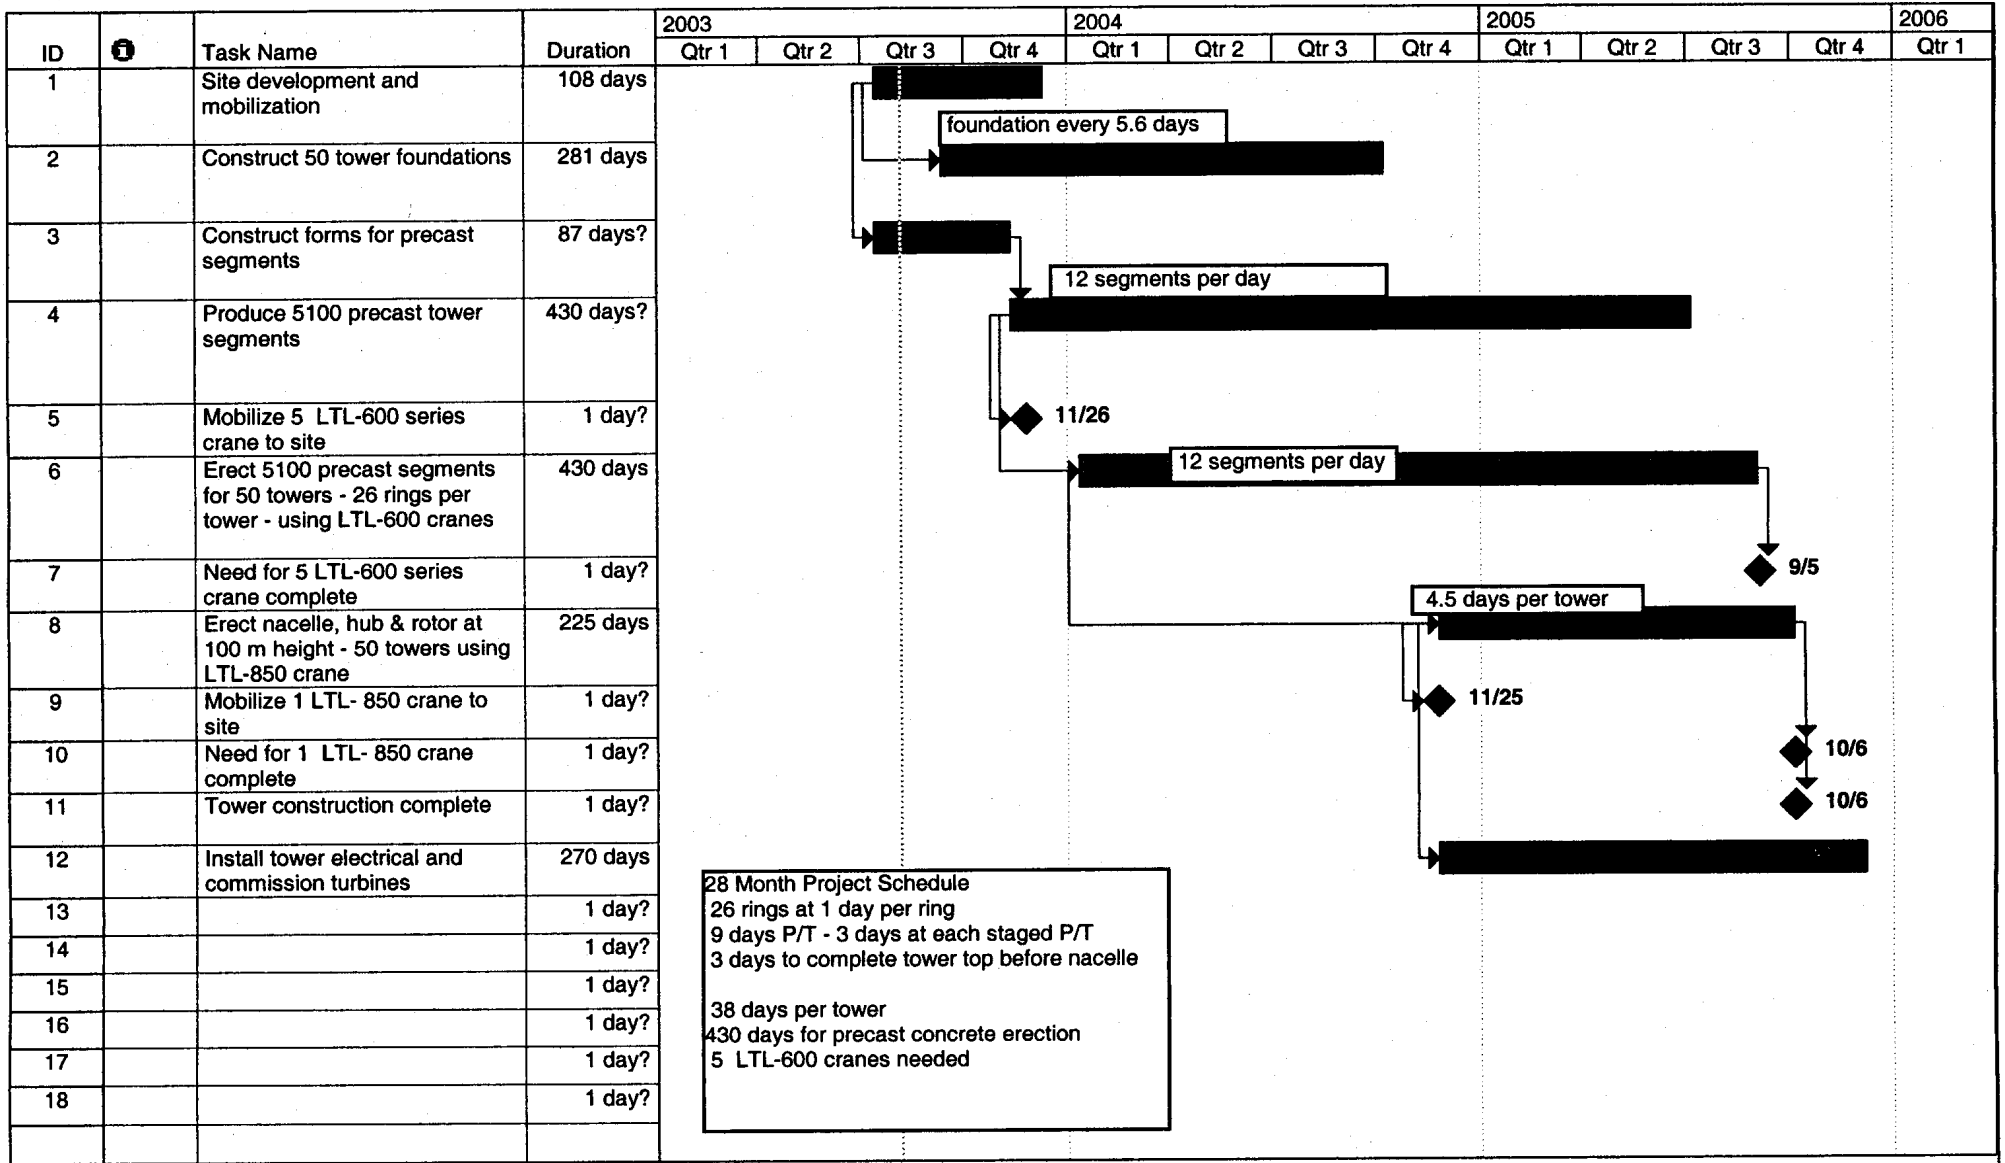 2003 2004 2005 2006
ID Task Name Duration Qtr 1 Qtr 2 Qtr 3 Qtr 4 Qtr 1 Qtr 2 Qtr 3 Qtr 4 Qtr 1 Qtr 2 Qtr 3 Qtr 4 Qtr 1
1 Site development and 108 days
mobilization
foundation every 5.6 days
2 Construct 50 tower foundations 281 days
3 Construct forms for precast 87 days?
segments
12 segments per day
4 Produce 5100 precast tower 430 days?
segments
5 Mobilize 5 LTL-600 series 1 day? 11/26
crane to site
6 Erect 5100 precast segments 430 days 12 segments per day
for 50 towers - 26 rings per
tower - using LTL-600 cranes
7 Need for 5 LTL-600 series 1 day? 9/5
crane complete
4.5 days per tower
8 Erect nacelle, hub & rotor at 225 days
100 m height - 50 towers using
LTL-850 crane
9 Mobilize 1 LTL- 850 crane to 1 day? 11/25
site
10 Need for 1 LTL- 850 crane 1 day? 10/6
complete
11 Tower construction complete 1 day? 10/6
12 Install tower electrical and 270 days
commission turbines
13 1 day?
14 1 day?
15 1 day?
16 1 day?
17 1 day?
18 1 day?
28 Month Project Schedule
26 rings at 1 day per ring
9 days P/T - 3 days at each staged P/T
3 days to complete tower top before nacelle
38 days per tower
430 days for precast concrete erection
5 LTL-600 cranes needed